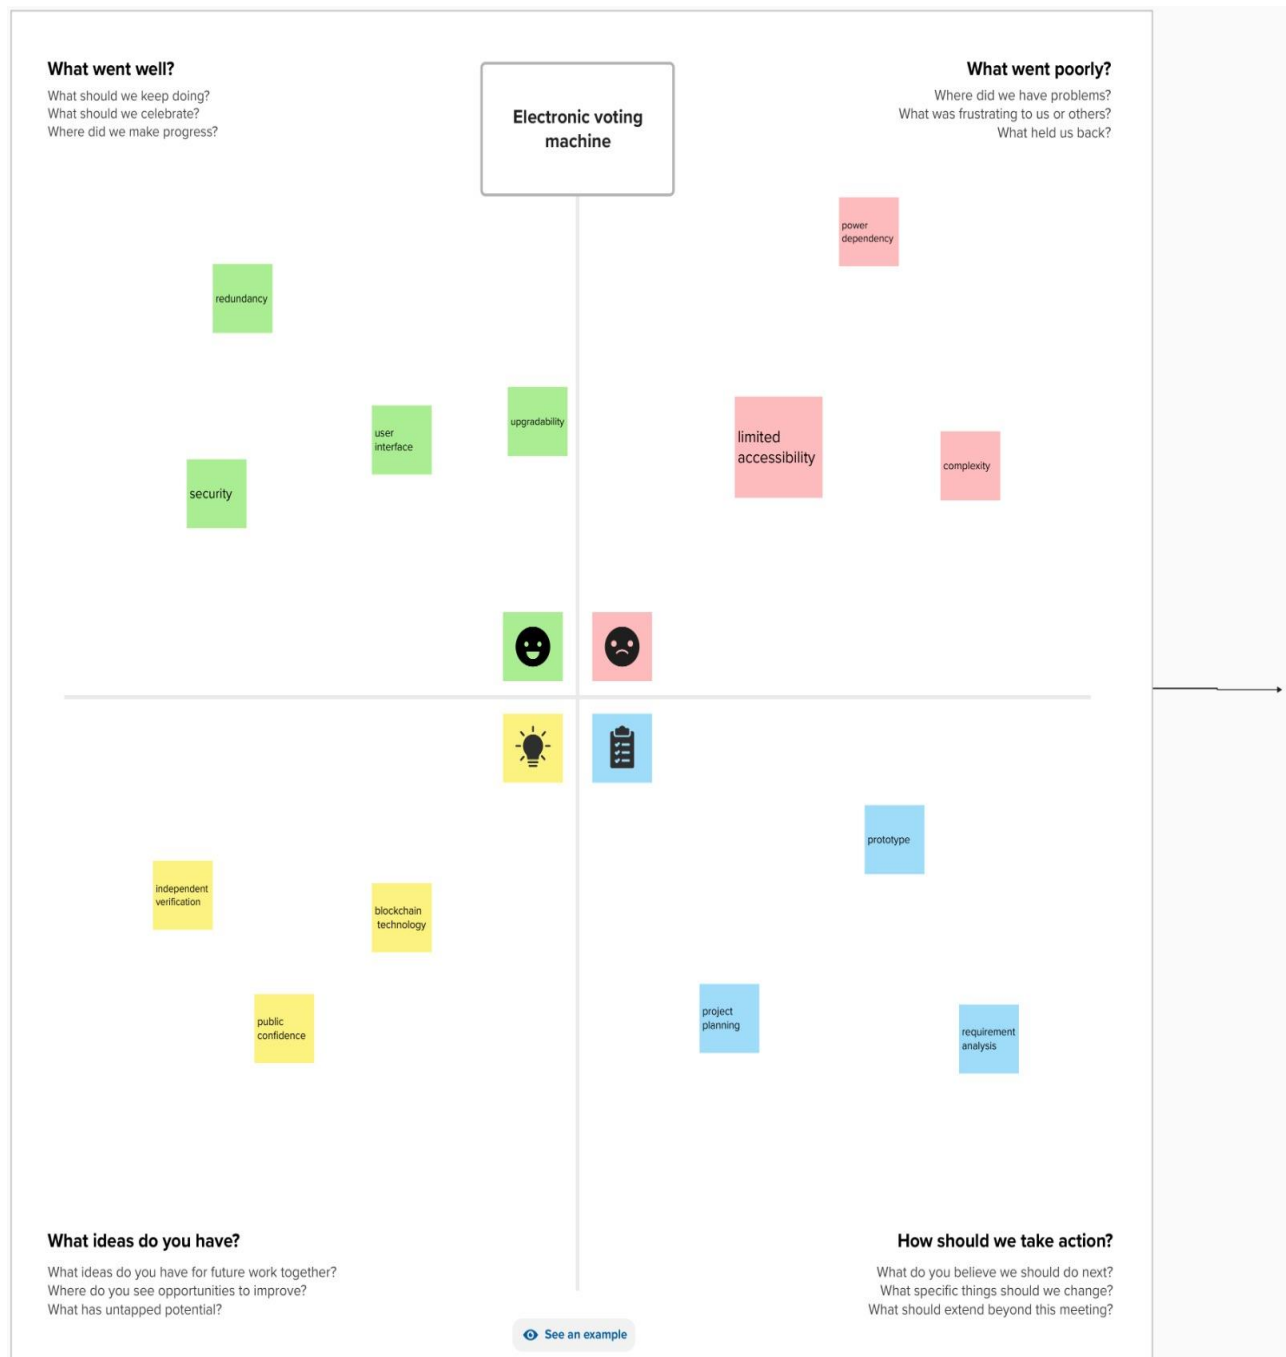 What went well?
What should we keep doing?
What should we celebrate?
Where did we make progress?
Electronic voting
machine
What went poorly?
Where did we have problems?
What was frustrating to us or others?
What held us back?
redundancy
user
interface
upgradability
security
power
dependency
limited
accessibility
complexity
independent
verification
blockchain
technology
public
confidence
prototype
project
planning
requirement
analysis
What ideas do you have?
What ideas do you have for future work together?
Where do you see opportunities to improve?
What has untapped potential?
How should we take action?
What do you believe we should do next?
What specific things should we change?
What should extend beyond this meeting?
See an example